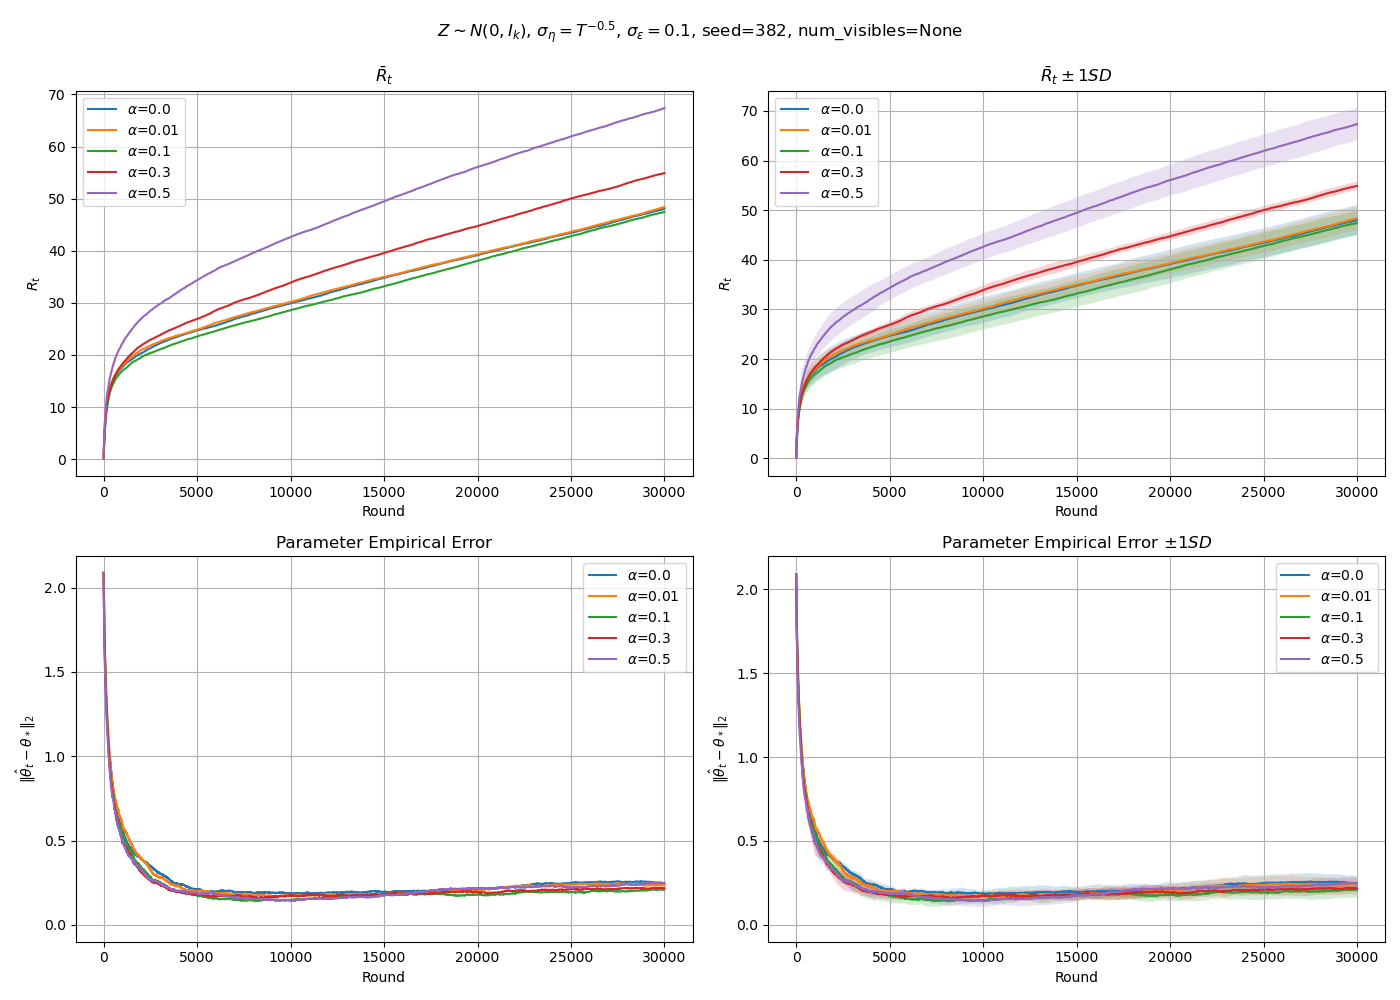 Z ∼ N(0, I_k), σ_η = T^{−0.5}, σ_ε = 0.1, seed=382, num_visibles=None
R̄_t
R_t
70
60
50
40
30
20
10
0
α=0.0
α=0.01
α=0.1
α=0.3
α=0.5
0 5000 10000 15000 20000 25000 30000
Round
R̄_t ± 1SD
R_t
70
60
50
40
30
20
10
0
α=0.0
α=0.01
α=0.1
α=0.3
α=0.5
0 5000 10000 15000 20000 25000 30000
Round
Parameter Empirical Error
‖θ̂_t − θ_*‖_2
2.0
1.5
1.0
0.5
0.0
α=0.0
α=0.01
α=0.1
α=0.3
α=0.5
0 5000 10000 15000 20000 25000 30000
Round
Parameter Empirical Error ±1SD
‖θ̂_t − θ_*‖_2
2.0
1.5
1.0
0.5
0.0
α=0.0
α=0.01
α=0.1
α=0.3
α=0.5
0 5000 10000 15000 20000 25000 30000
Round